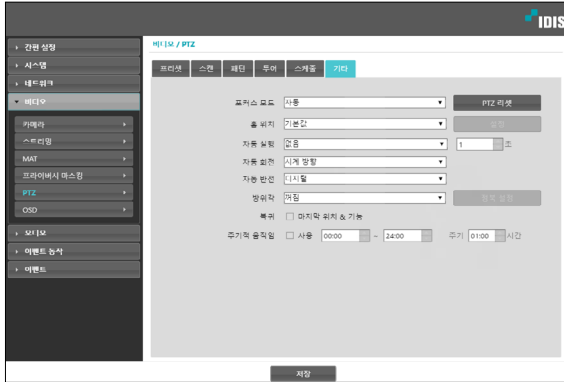 IDIS
비디오 / PTZ
간편 설정
시스템
네트워크
비디오
카메라
스트리밍
MAT
프라이버시 마스킹
PTZ
OSD
오디오
이벤트 동작
이벤트
프리셋 스캔 패턴 투어 스케줄 기타
포커스 모드 자동 PTZ 리셋
홈 위치 기본값 설정
자동 실행 없음 1 초
자동 회전 시계 방향
자동 반전 디지털
방위각 꺼짐
복귀 마지막 위치 & 기능
주기적 움직임 사용 00:00 ~ 24:00 주기 01:00 시간
저장